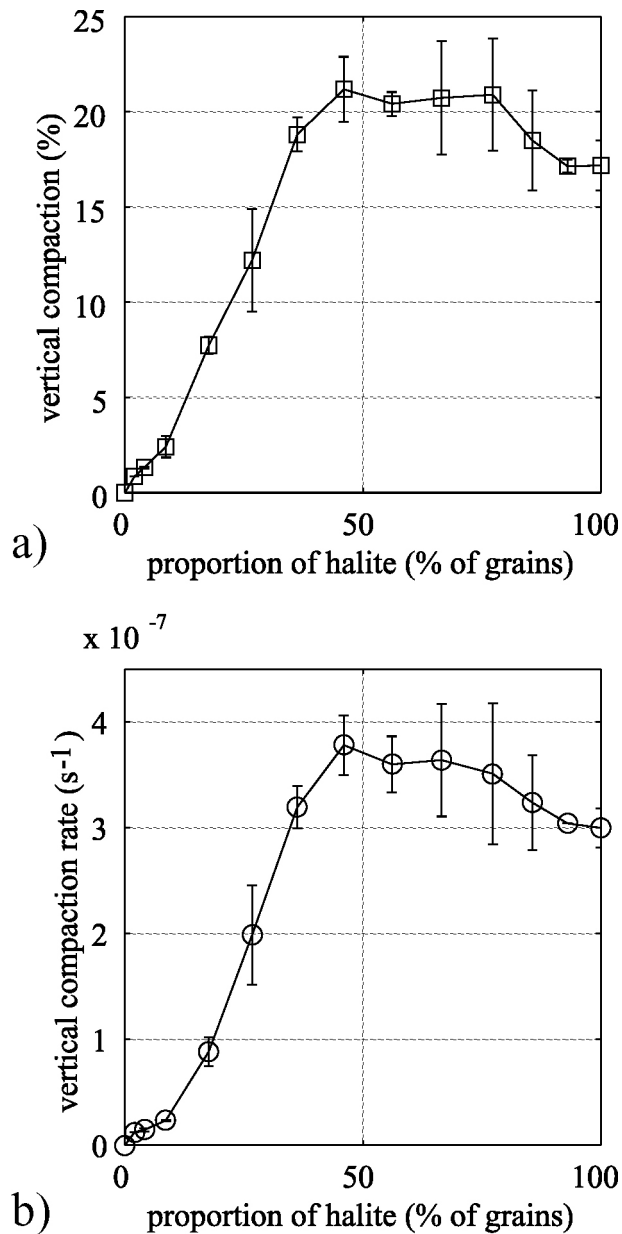 25
20
15
10
5
0
vertical compaction (%)
0 50 100
a)
proportion of halite (% of grains)
x 10 -7
4
3
2
1
0
vertical compaction rate (s-1)
0 50 100
b)
proportion of halite (% of grains)